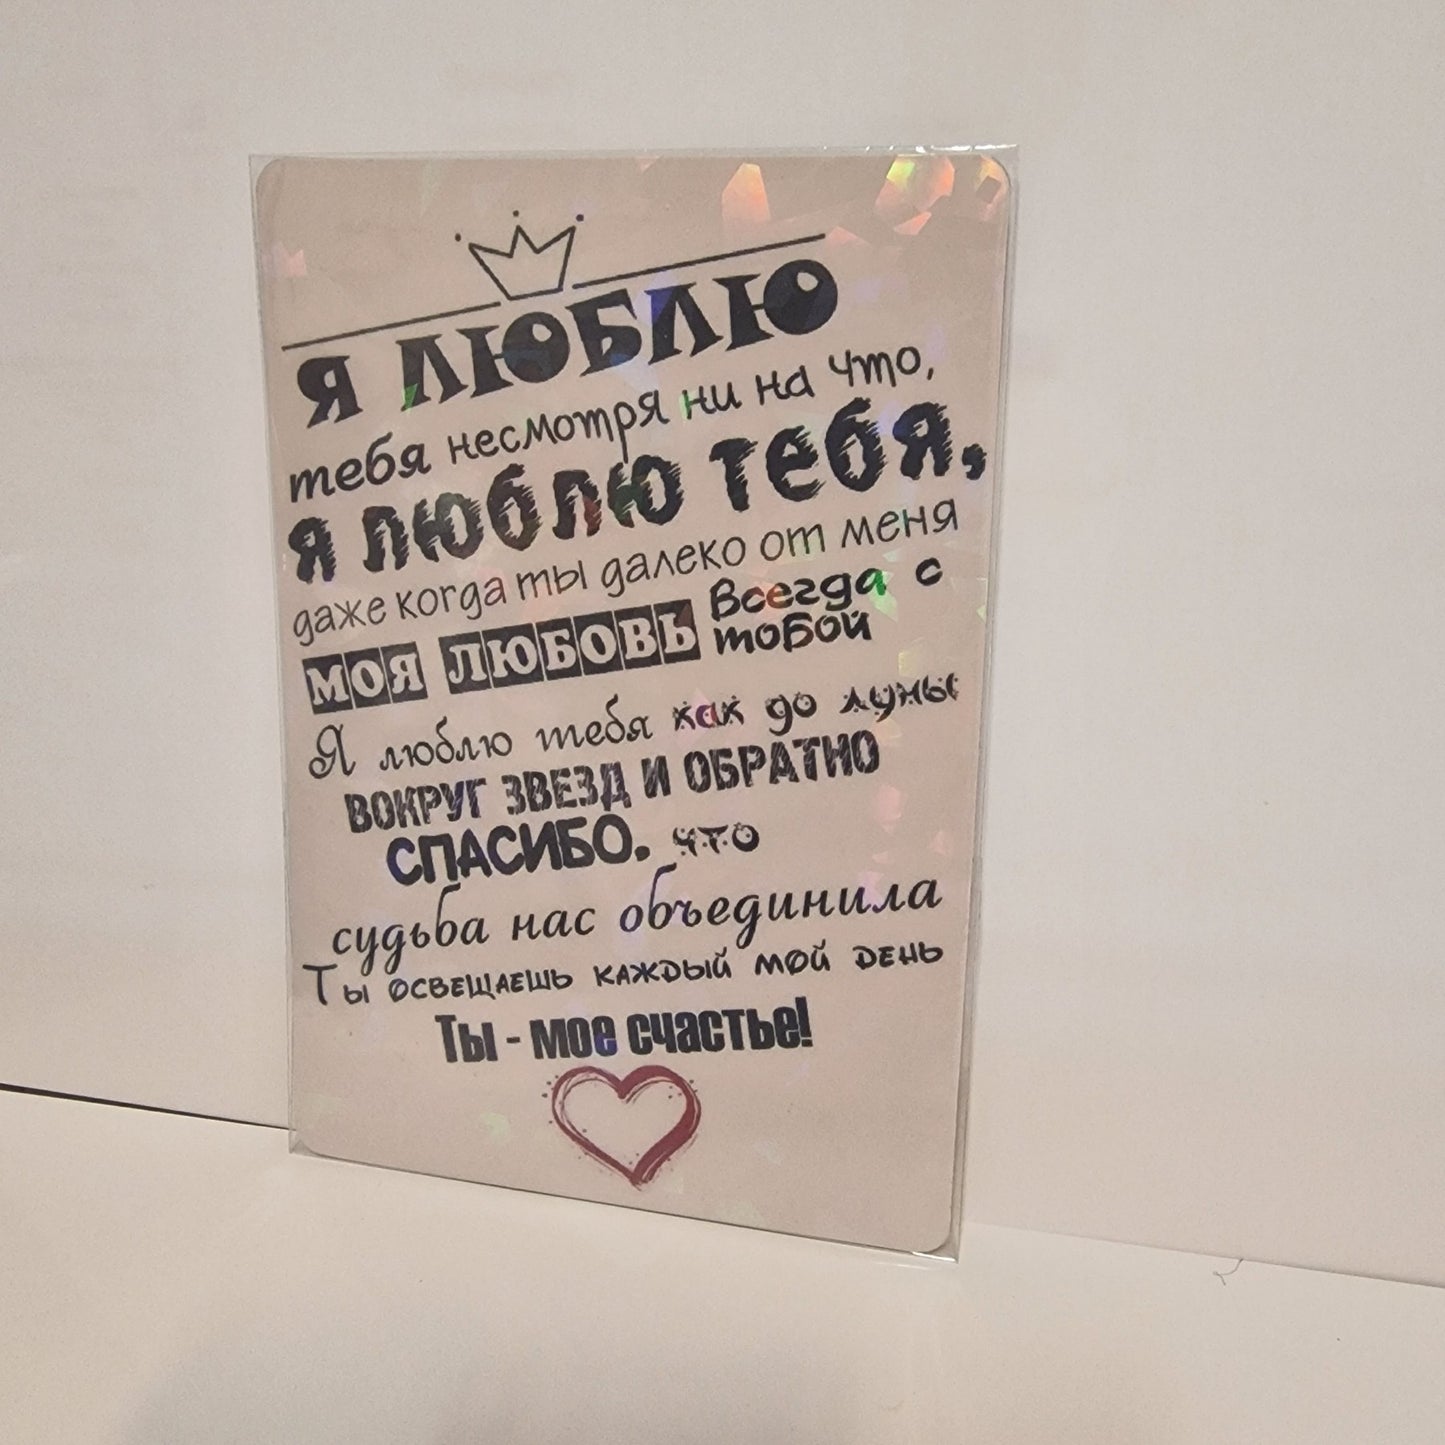 Я ЛЮБЛЮ
тебя несмотря ни на что,
я люблю тебя,
даже когда ты далеко от меня
МОЯ ЛЮБОВЬ Всегда с
тобой
Я люблю тебя как до луны
ВОКРУГ ЗВЕЗД И ОБРАТНО
СПАСИБО. что
судьба нас объединила
Ты освещаешь каждый мой день
Ты - мое счастье!